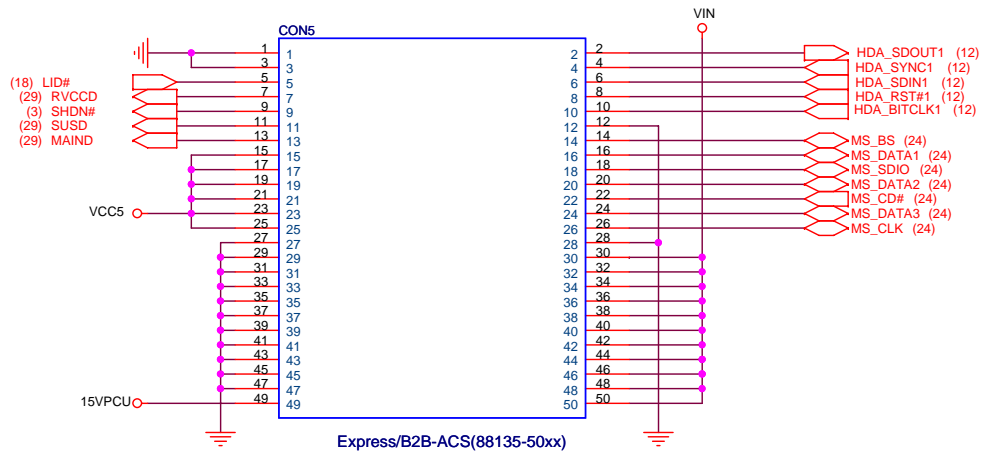 VIN
CON5
1 1 2 2 HDA_SDOUT1 (12)
3 3 4 4 HDA_SYNC1 (12)
(18) LID# 5 5 6 6 HDA_SDIN1 (12)
(29) RVCCD 7 7 8 8 HDA_RST#1 (12)
(3) SHDN# 9 9 10 10 HDA_BITCLK1 (12)
(29) SUSD 11 11 12 12
(29) MAIND 13 13 14 14 MS_BS (24)
15 15 16 16 MS_DATA1 (24)
17 17 18 18 MS_SDIO (24)
19 19 20 20 MS_DATA2 (24)
21 21 22 22 MS_CD# (24)
VCC5 23 23 24 24 MS_DATA3 (24)
25 25 26 26 MS_CLK (24)
27 27 28 28
29 29 30 30
31 31 32 32
33 33 34 34
35 35 36 36
37 37 38 38
39 39 40 40
41 41 42 42
43 43 44 44
45 45 46 46
47 47 48 48
15VPCU 49 49 50 50
Express/B2B-ACS(88135-50xx)